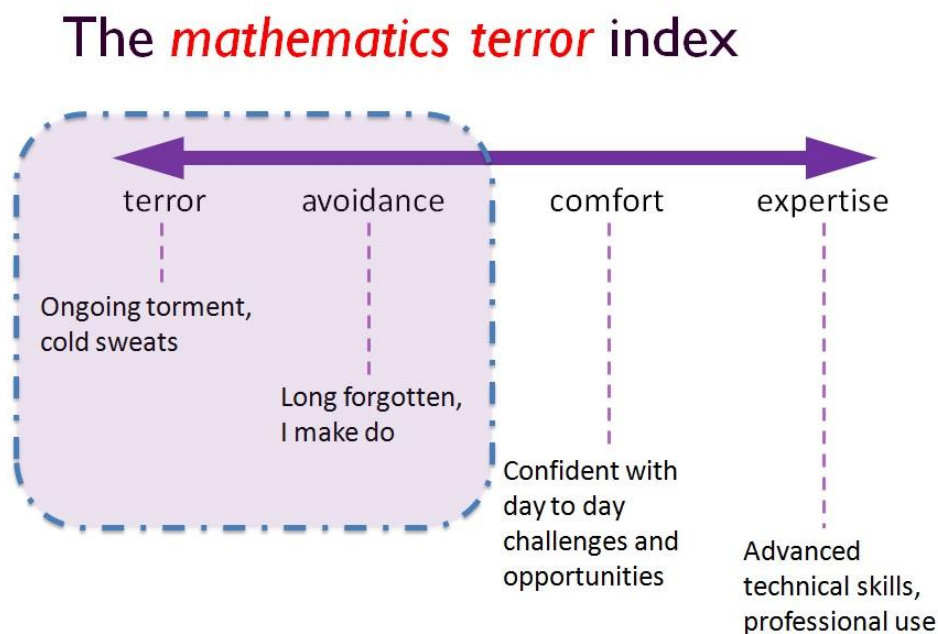 The mathematics terror index
terror avoidance comfort expertise
Ongoing torment,
cold sweats
Long forgotten,
I make do
Confident with
day to day
challenges and
opportunities
Advanced
technical skills,
professional use